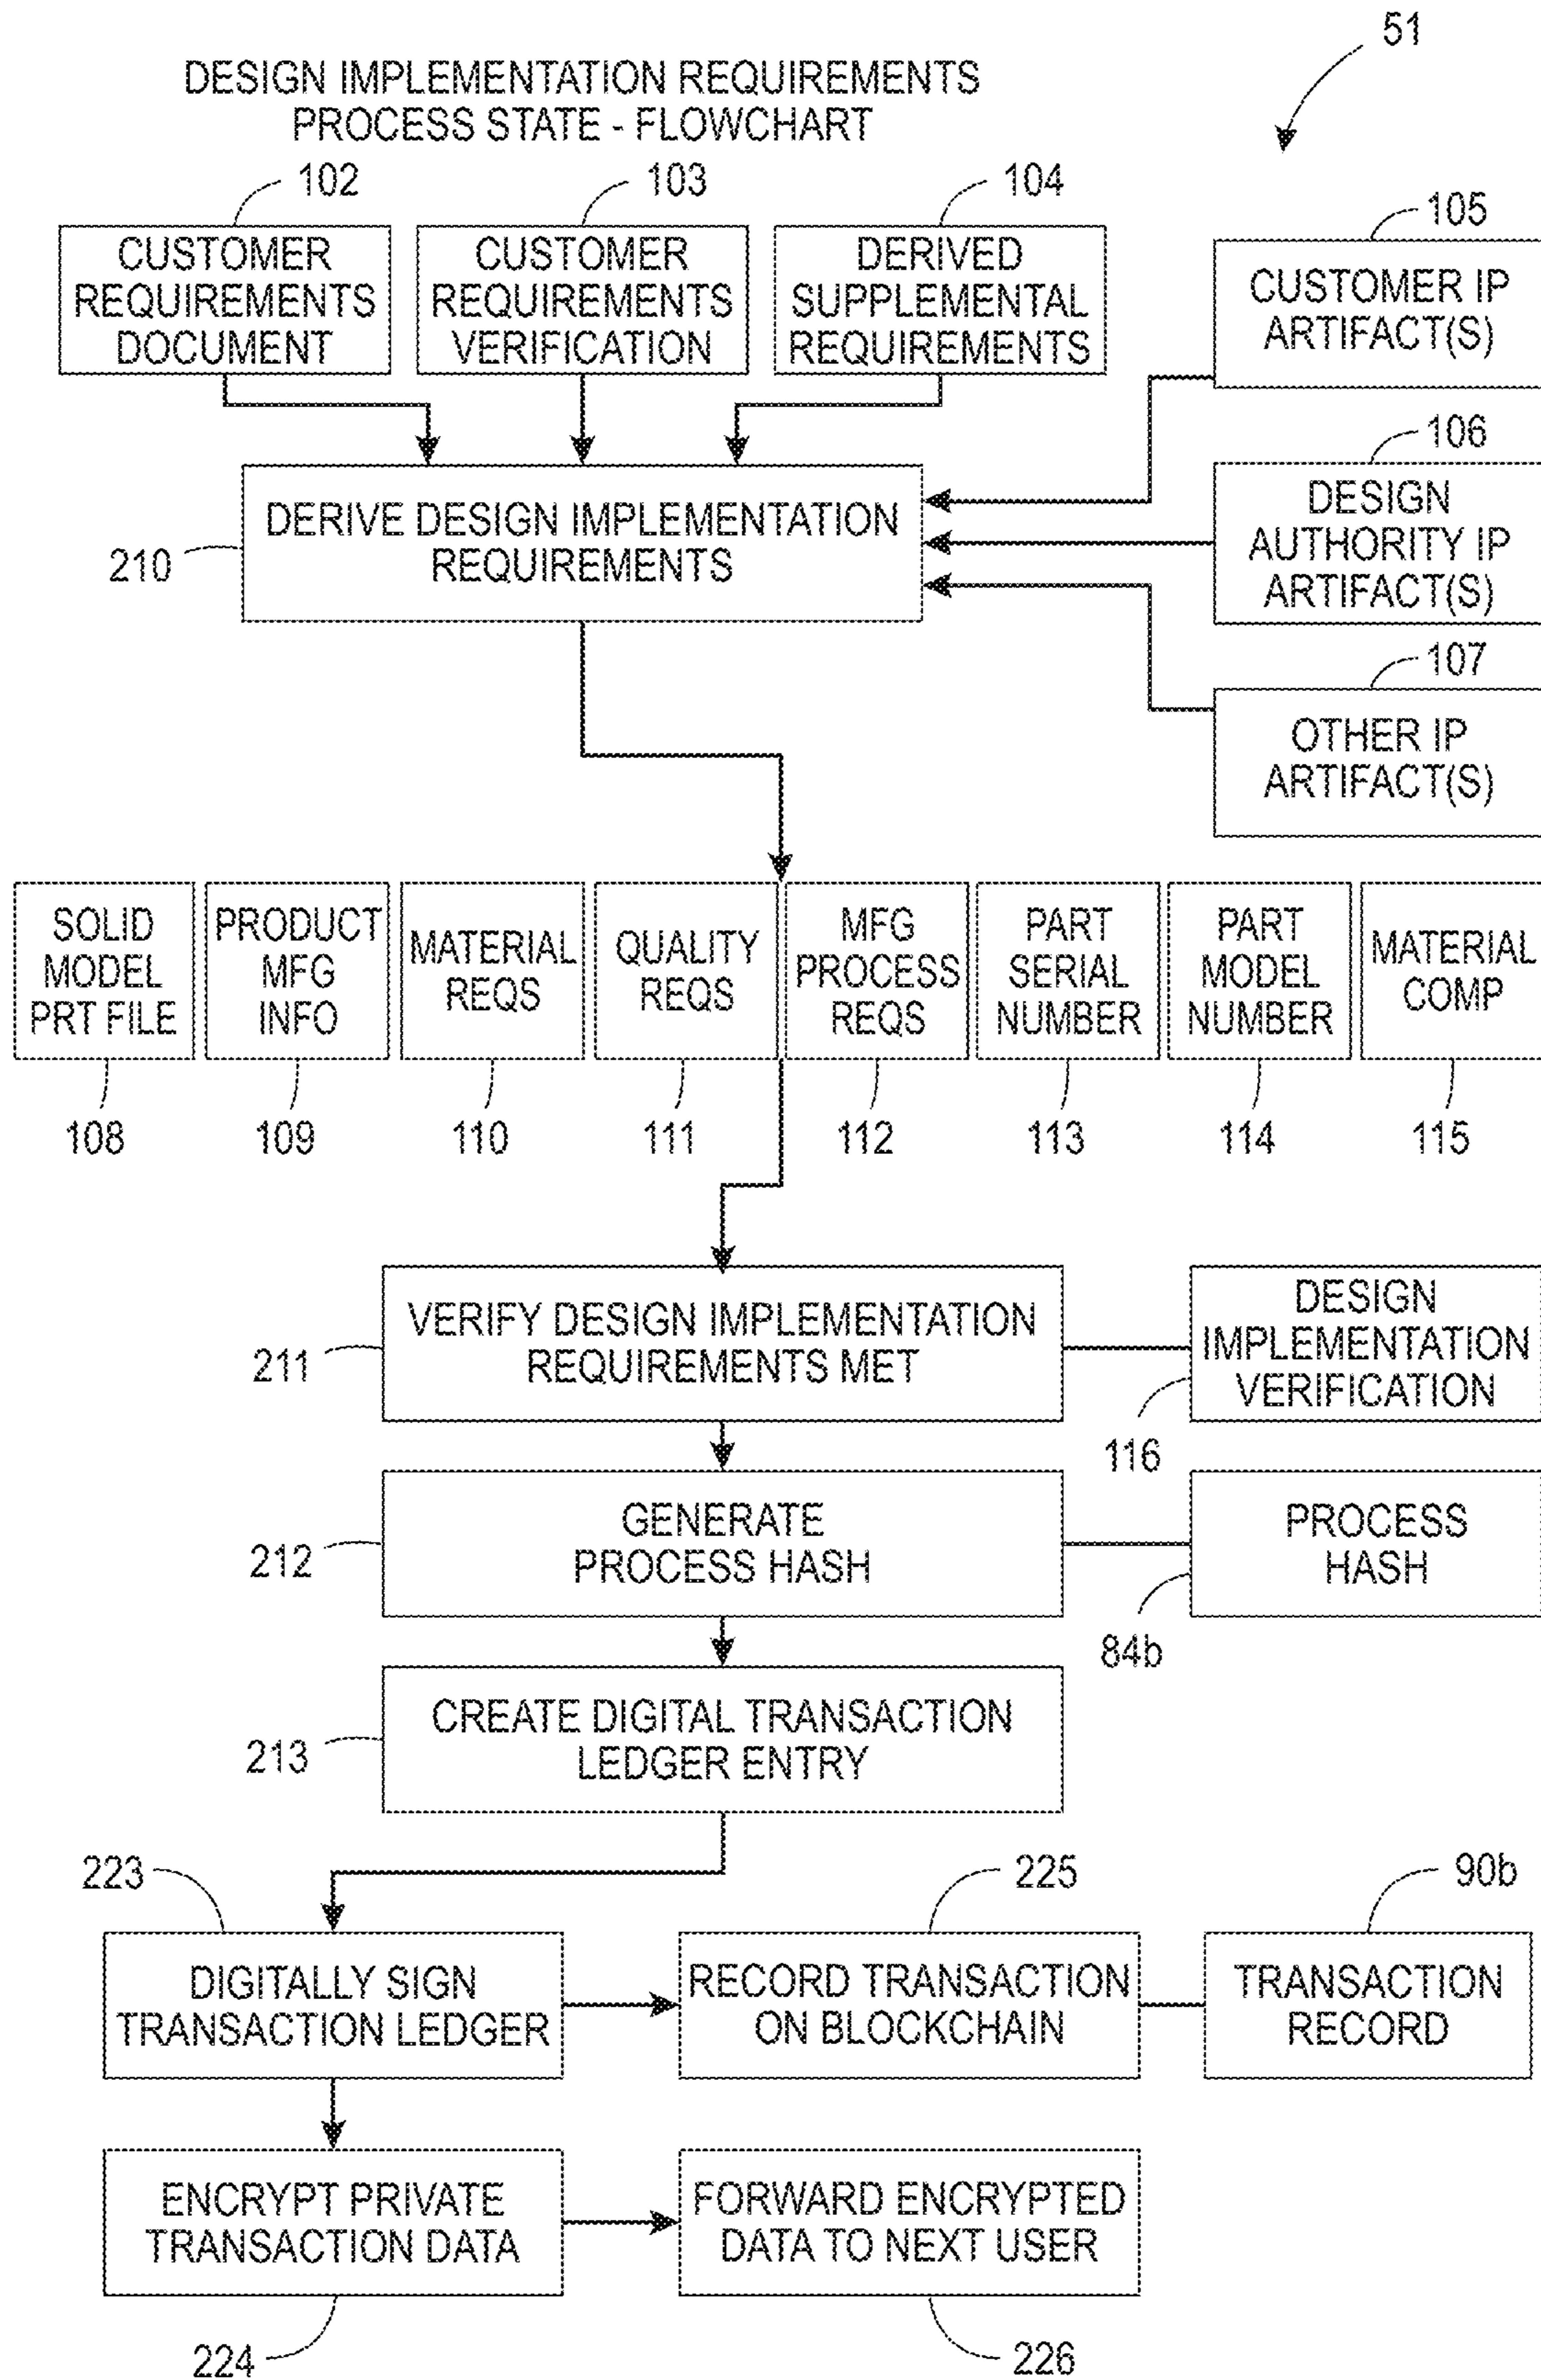 51
DESIGN IMPLEMENTATION REQUIREMENTS
PROCESS STATE - FLOWCHART
102
103
104
105
CUSTOMER
REQUIREMENTS
DOCUMENT
CUSTOMER
REQUIREMENTS
VERIFICATION
DERIVED
SUPPLEMENTAL
REQUIREMENTS
CUSTOMER IP
ARTIFACT(S)
106
DESIGN
AUTHORITY IP
ARTIFACT(S)
210
DERIVE DESIGN IMPLEMENTATION
REQUIREMENTS
107
OTHER IP
ARTIFACT(S)
SOLID
MODEL
PRT FILE
PRODUCT
MFG
INFO
MATERIAL
REQS
QUALITY
REQS
MFG
PROCESS
REQS
PART
SERIAL
NUMBER
PART
MODEL
NUMBER
MATERIAL
COMP
108
109
110
111
112
113
114
115
211
VERIFY DESIGN IMPLEMENTATION
REQUIREMENTS MET
DESIGN
IMPLEMENTATION
VERIFICATION
116
212
GENERATE
PROCESS HASH
PROCESS
HASH
84b
213
CREATE DIGITAL TRANSACTION
LEDGER ENTRY
223
225
90b
DIGITALLY SIGN
TRANSACTION LEDGER
RECORD TRANSACTION
ON BLOCKCHAIN
TRANSACTION
RECORD
ENCRYPT PRIVATE
TRANSACTION DATA
FORWARD ENCRYPTED
DATA TO NEXT USER
224
226